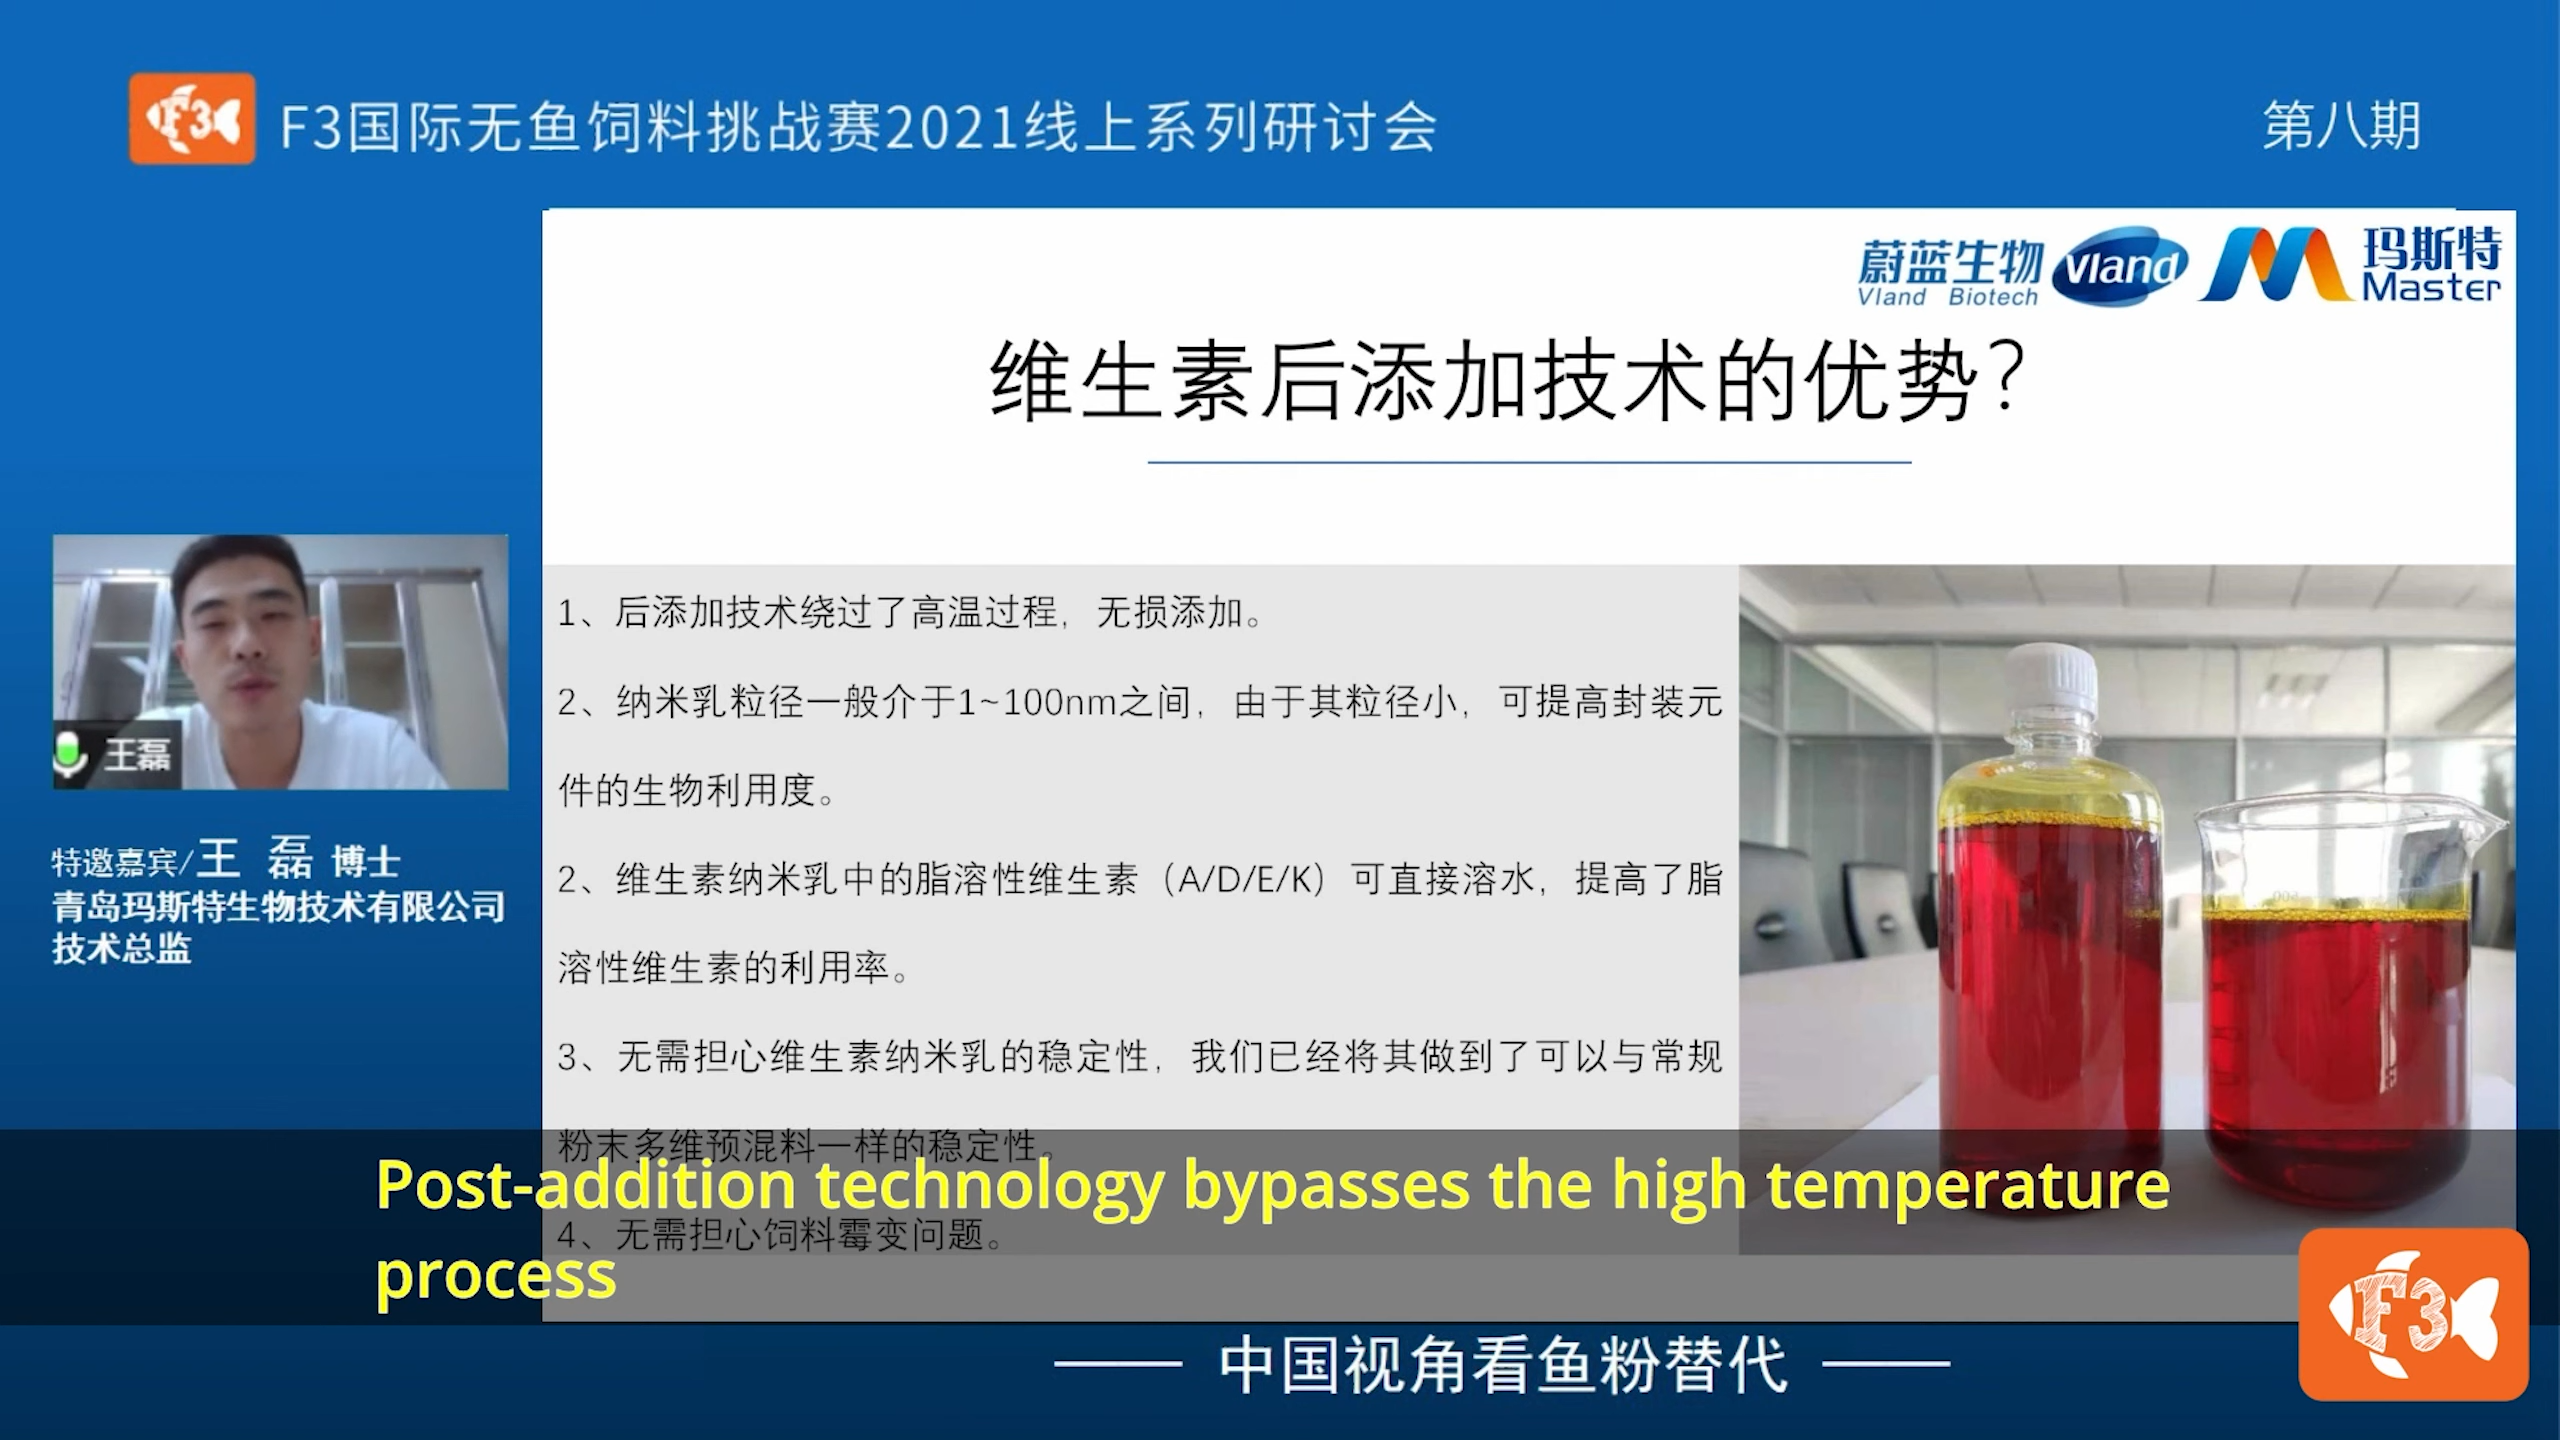 F3
F3国际无鱼饲料挑战赛2021线上系列研讨会
第八期
蔚蓝生物
Vland Biotech
Vland
玛斯特
Master
维生素后添加技术的优势?
1、后添加技术绕过了高温过程，无损添加。
2、纳米乳粒径一般介于1~100nm之间，由于其粒径小，可提高封装元
件的生物利用度。
2、维生素纳米乳中的脂溶性维生素（A/D/E/K）可直接溶水，提高了脂
溶性维生素的利用率。
3、无需担心维生素纳米乳的稳定性，我们已经将其做到了可以与常规
粉末多维预混料一样的稳定性。
4、无需担心饲料霉变问题。
王磊
特邀嘉宾/王 磊 博士
青岛玛斯特生物技术有限公司
技术总监
Post-addition technology bypasses the high temperature
process
中国视角看鱼粉替代
F3